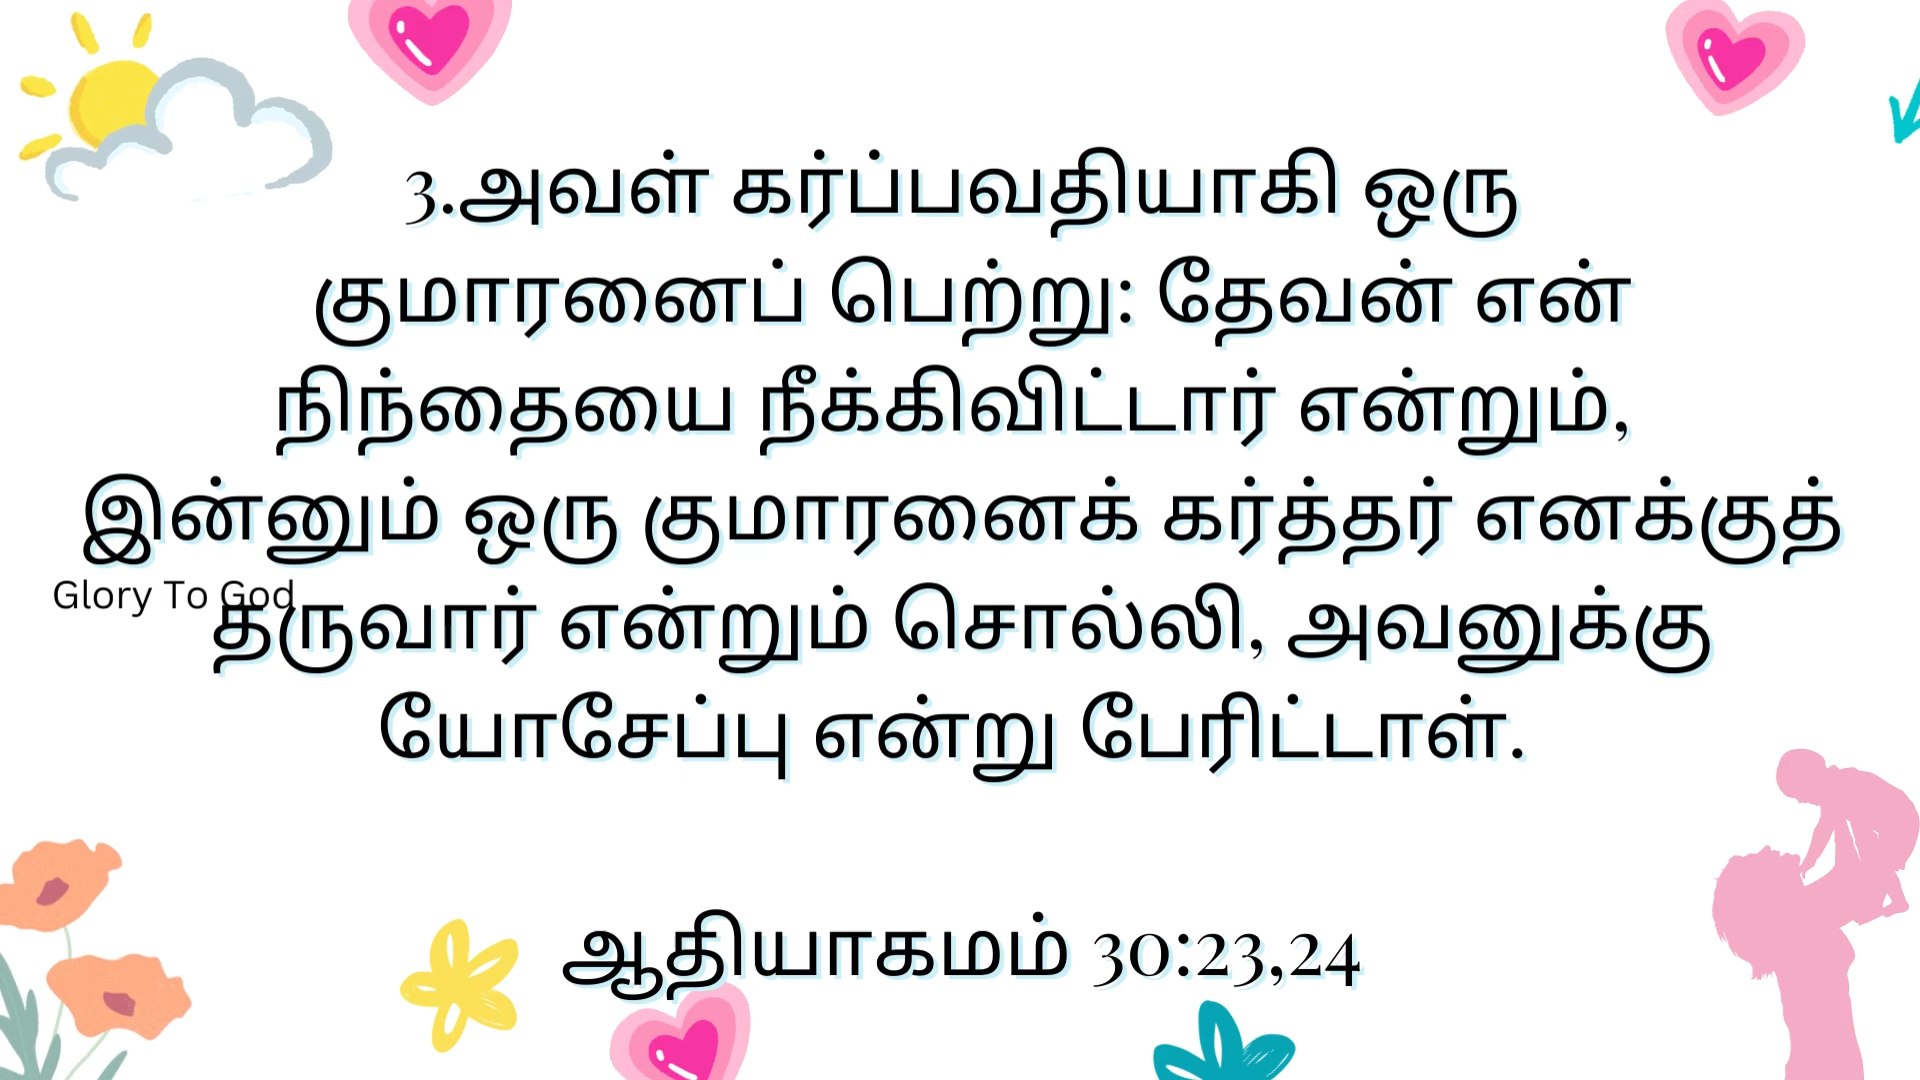 3.அவள் கர்ப்பவதியாகி ஒரு
குமாரனைப் பெற்று: தேவன் என்
நிந்தையை நீக்கிவிட்டார் என்றும்,
இன்னும் ஒரு குமாரனைக் கர்த்தர் எனக்குத்
Glory To God
தருவார் என்றும் சொல்லி, அவனுக்கு
யோசேப்பு என்று பேரிட்டாள்.
ஆதியாகமம் 30:23,24